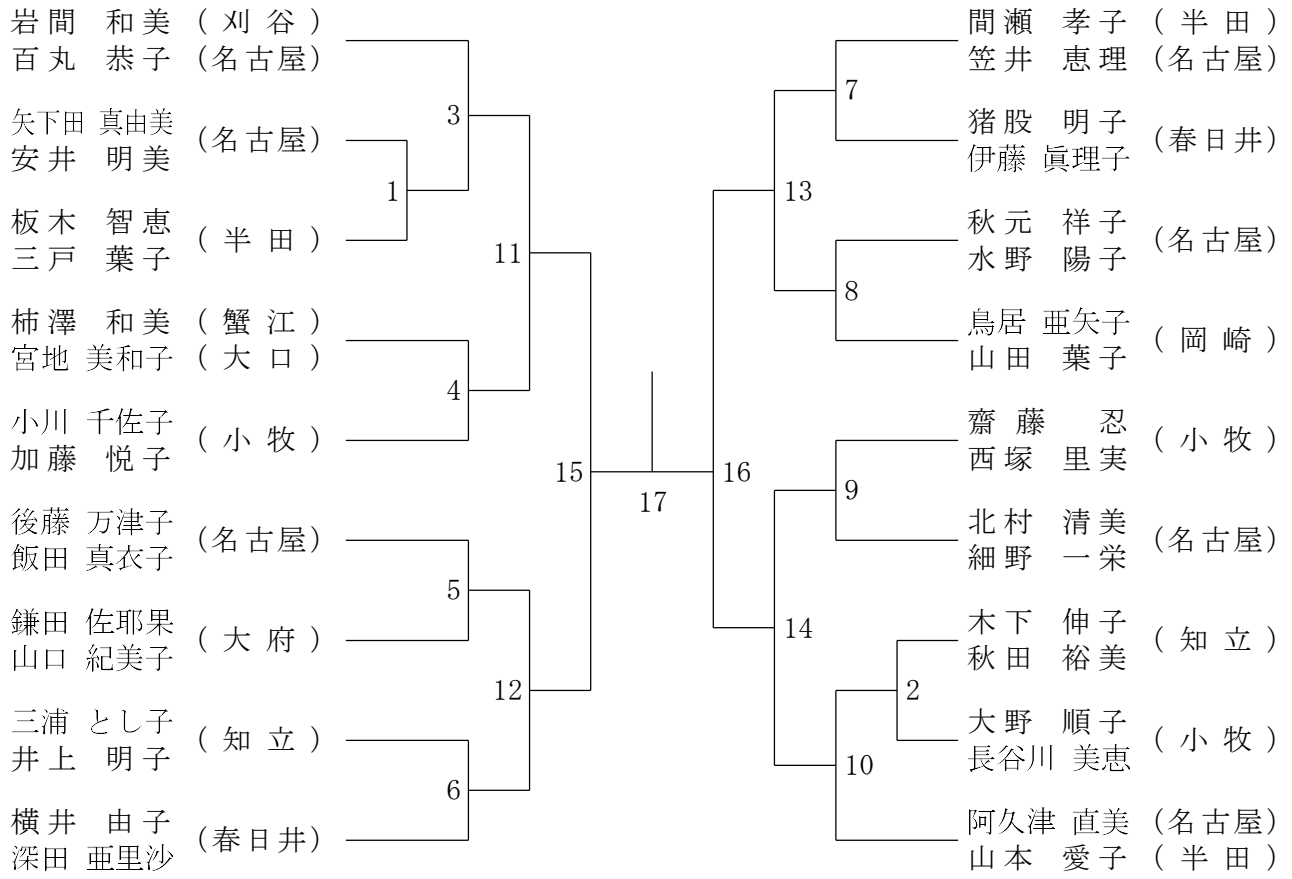 岩間 和美 (刈谷)
百丸 恭子 (名古屋)
矢下田 真由美
安井 明美
(名古屋)
板木 智恵
三戸 葉子
(半田)
柿澤 和美 (蟹江)
宮地 美和子 (大口)
小川 千佐子
加藤 悦子
(小牧)
後藤 万津子
飯田 真衣子
(名古屋)
鎌田 佐耶果
山口 紀美子
(大府)
三浦 とし子
井上 明子
(知立)
横井 由子
深田 亜里沙
(春日井)
1
3
4
5
6
11
12
15
17
16
13
14
7
8
9
2
10
間瀬 孝子 (半田)
笠井 恵理 (名古屋)
猪股 明子
伊藤 眞理子
(春日井)
秋元 祥子
水野 陽子
(名古屋)
鳥居 亜矢子
山田 葉子
(岡崎)
齋藤 忍
西塚 里実
(小牧)
北村 清美
細野 一栄
(名古屋)
木下 伸子
秋田 裕美
(知立)
大野 順子
長谷川 美恵
(小牧)
阿久津 直美 (名古屋)
山本 愛子 (半田)